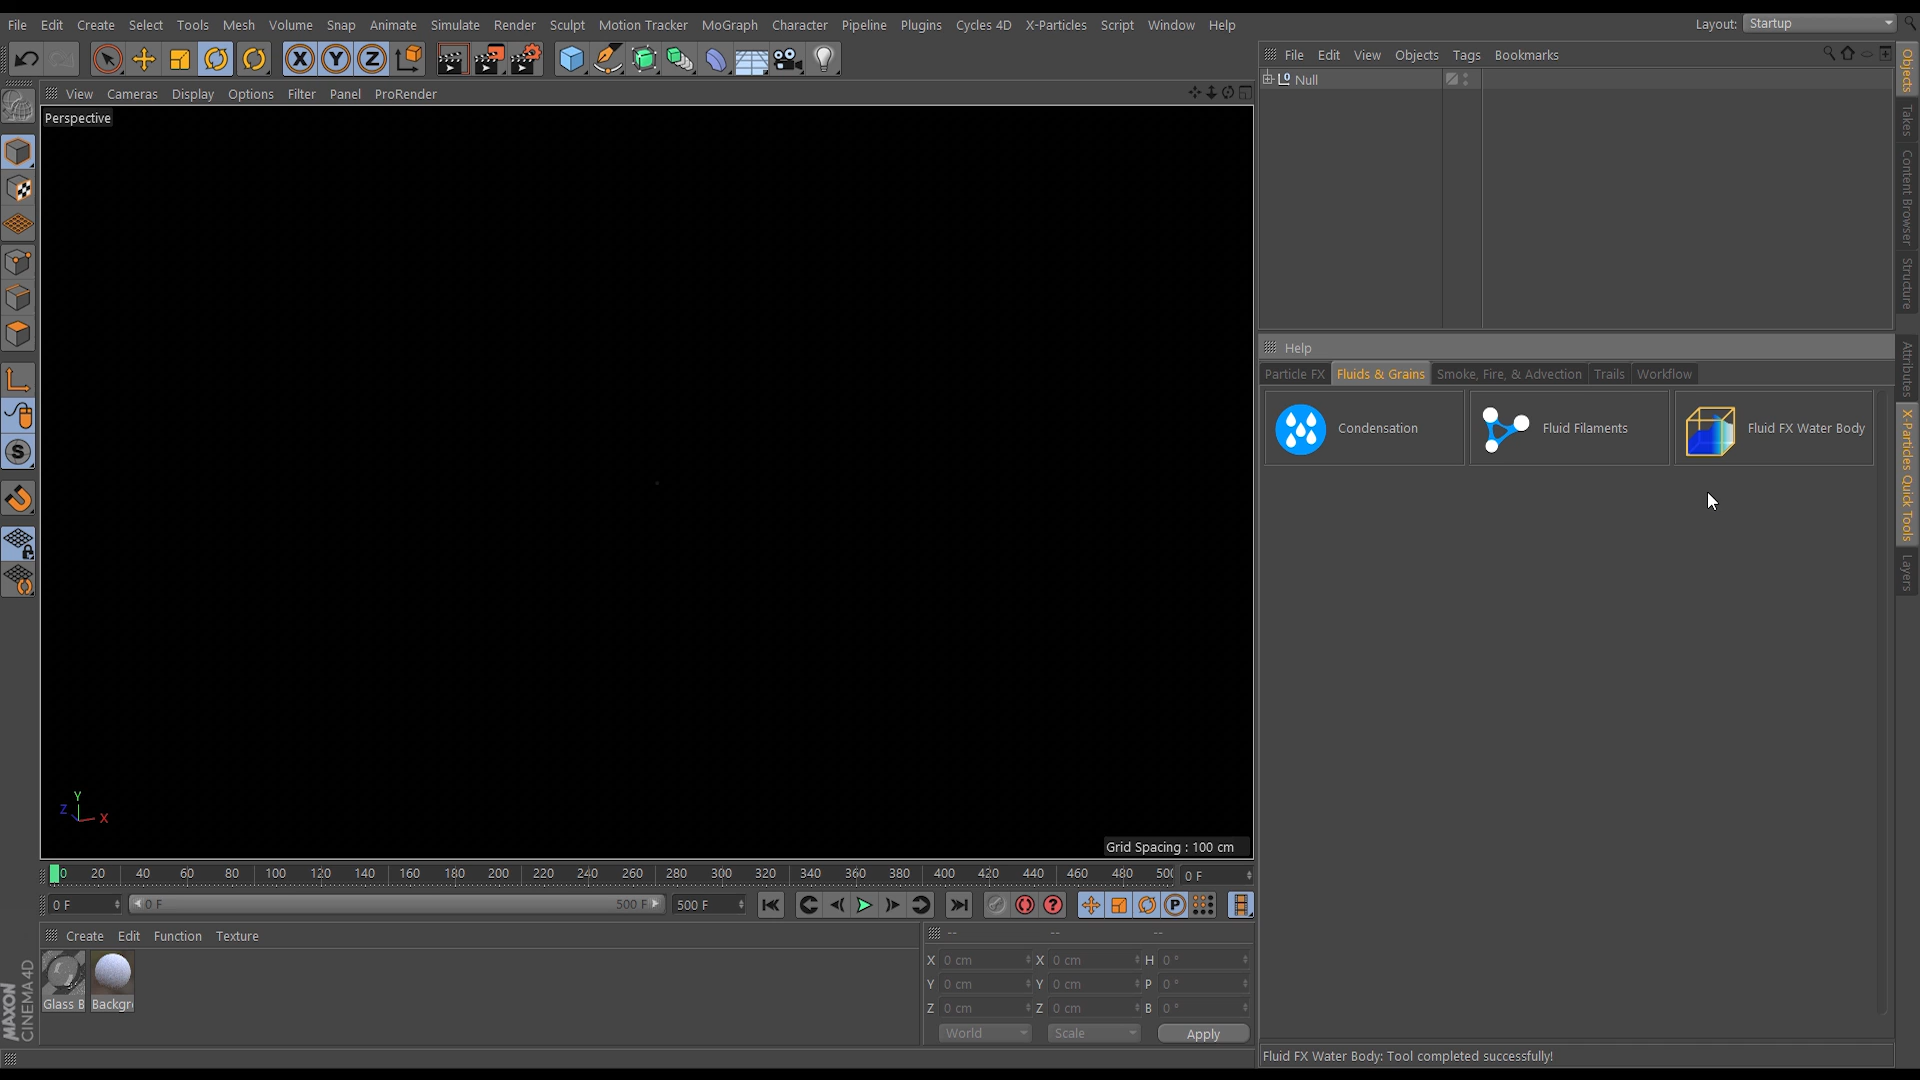 File Edit Create Select Tools Mesh Volume Snap Animate Simulate Render Sculpt Motion Tracker MoGraph Character Pipeline Plugins Cycles 4D X-Particles Script Window Help
Layout: Startup
X Y Z
File Edit View Objects Tags Bookmarks
Null
View Cameras Display Options Filter Panel ProRender
Perspective
Help
Particle FX Fluids & Grains Smoke, Fire, & Advection Trails Workflow
Condensation Fluid Filaments Fluid FX Water Body
Objects
Takes
Content Browser
Structure
Attributes
X-Particles Quick Tools
Layers
S
Y
Z
X
Grid Spacing : 100 cm
0 20 40 60 80 100 120 140 160 180 200 220 240 260 280 300 320 340 360 380 400 420 440 460 480 500 0 F
0 F 0 F 500 F 500 F
P
Create Edit Function Texture
-- -- --
Glass B Backgr
X 0 cm X 0 cm H 0 °
Y 0 cm Y 0 cm P 0 °
Z 0 cm Z 0 cm B 0 °
World Scale Apply
MAXON
CINEMA 4D
Fluid FX Water Body: Tool completed successfully!